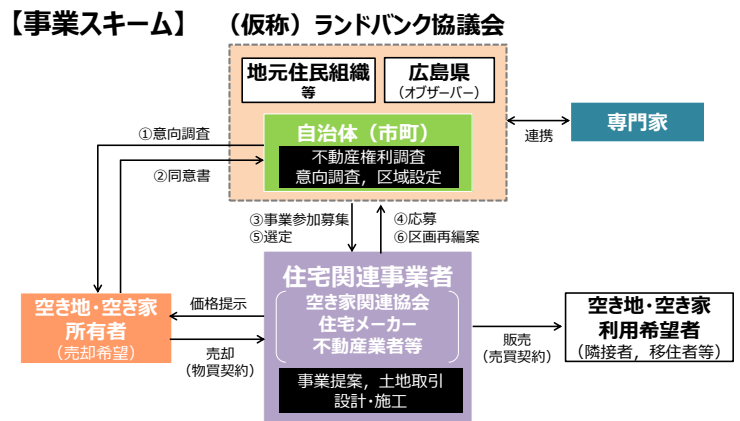 【事業スキーム】 （仮称）ランドバンク協議会
地元住民組織
等
広島県
（オブザーバー）
自治体（市町）
不動産権利調査
意向調査，区域設定
専門家
連携
①意向調査
②同意書
③事業参加募集
⑤選定
④応募
⑥区画再編案
住宅関連事業者
空き家関連協会
住宅メーカー
不動産業者等
事業提案，土地取引
設計・施工
空き地・空き家
所有者
（売却希望）
価格提示
売却
（物買契約）
販売
（売買契約）
空き地・空き家
利用希望者
（隣接者，移住者等）